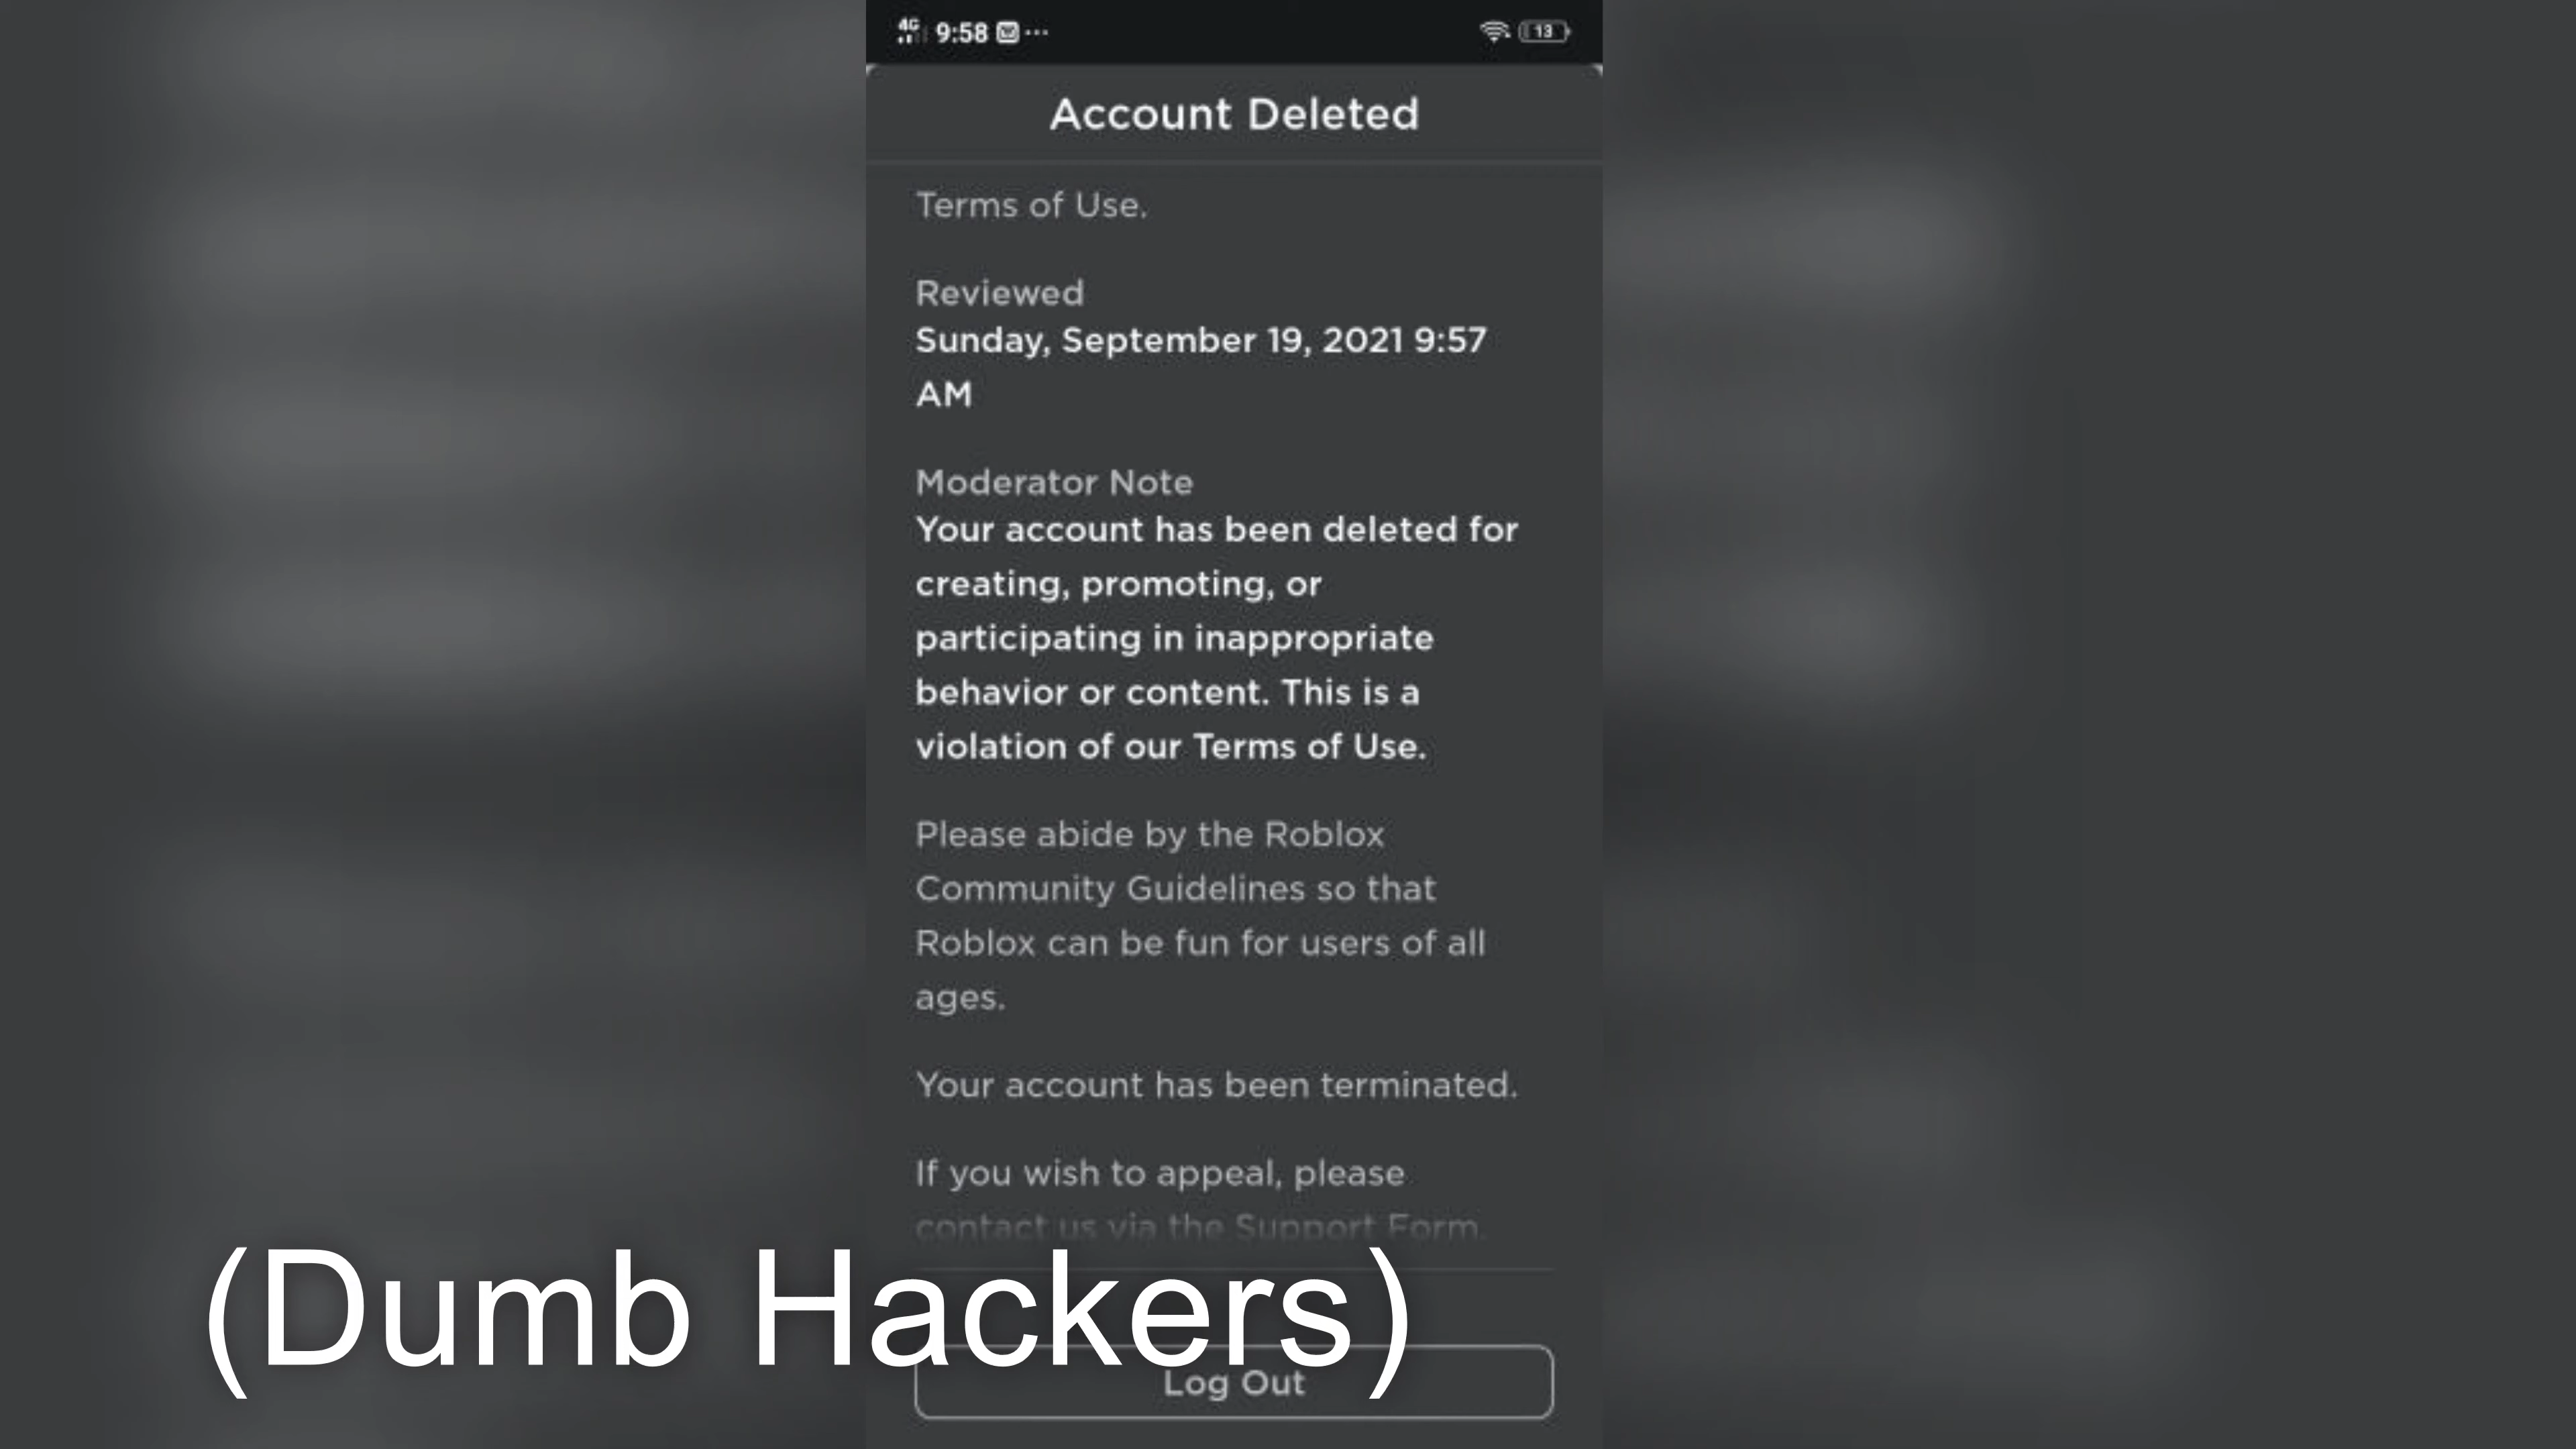 4G 9:58 ... 13
Account Deleted
Terms of Use.
Reviewed
Sunday, September 19, 2021 9:57
AM
Moderator Note
Your account has been deleted for
creating, promoting, or
participating in inappropriate
behavior or content. This is a
violation of our Terms of Use.
Please abide by the Roblox
Community Guidelines so that
Roblox can be fun for users of all
ages.
Your account has been terminated.
If you wish to appeal, please
contact us via the Support Form.
(Dumb Hackers)
Log Out